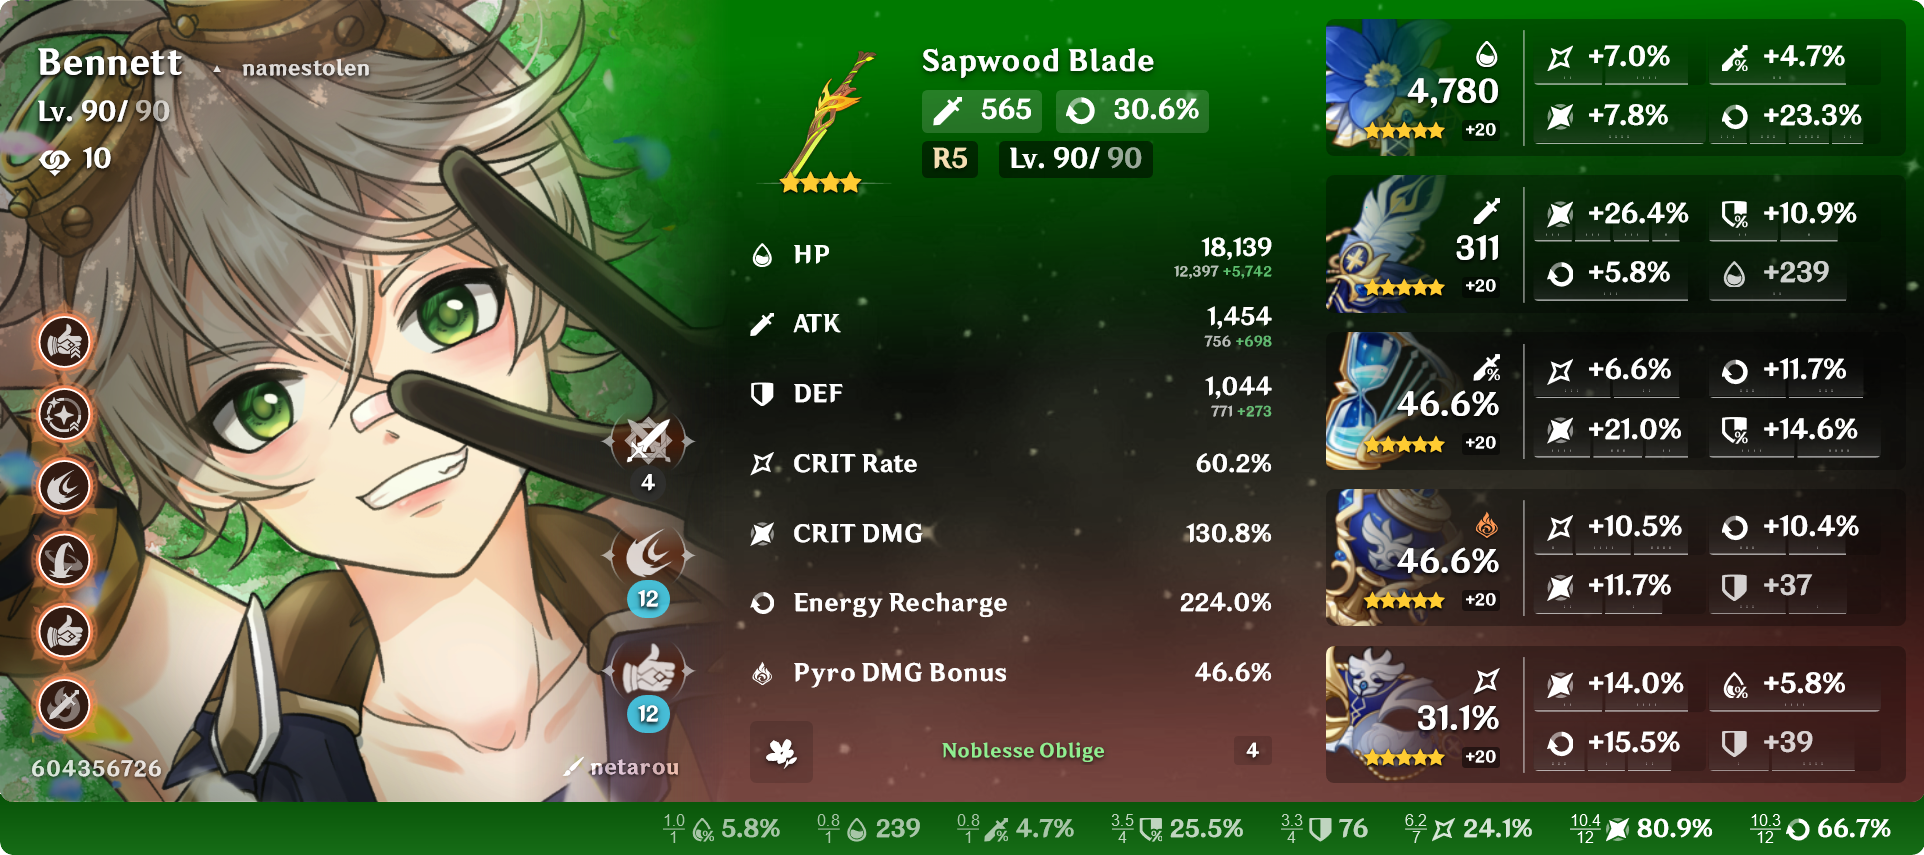 Bennett namestolen
Lv. 90/ 90
10
4
12
12
604356726
netarou
Sapwood Blade
565 30.6%
R5 Lv. 90/ 90
HP 18,139
12,397 +5,742
ATK 1,454
756 +698
DEF 1,044
771 +273
CRIT Rate 60.2%
CRIT DMG 130.8%
Energy Recharge 224.0%
Pyro DMG Bonus 46.6%
Noblesse Oblige 4
4,780
+20
+7.0% +4.7%
+7.8% +23.3%
311
+20
+26.4% +10.9%
+5.8% +239
46.6%
+20
+6.6% +11.7%
+21.0% +14.6%
46.6%
+20
+10.5% +10.4%
+11.7% +37
31.1%
+20
+14.0% +5.8%
+15.5% +39
1.0/1 5.8% 0.8/1 239 0.8/1 4.7% 3.5/4 25.5% 3.3/4 76 6.2/7 24.1% 10.4/12 80.9% 10.3/12 66.7%